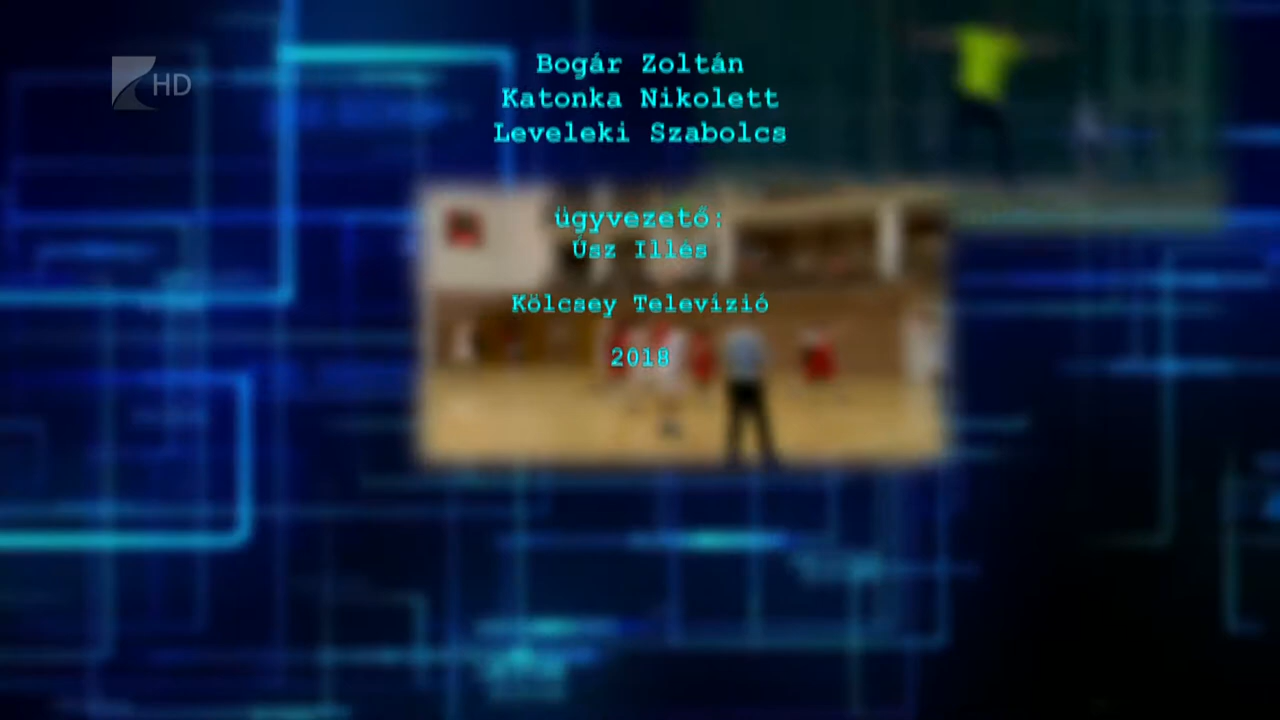 HD
Bogár Zoltán
Katonka Nikolett
Leveleki Szabolcs
ügyvezető:
Úsz Illés
Kölcsey Televízió
2018